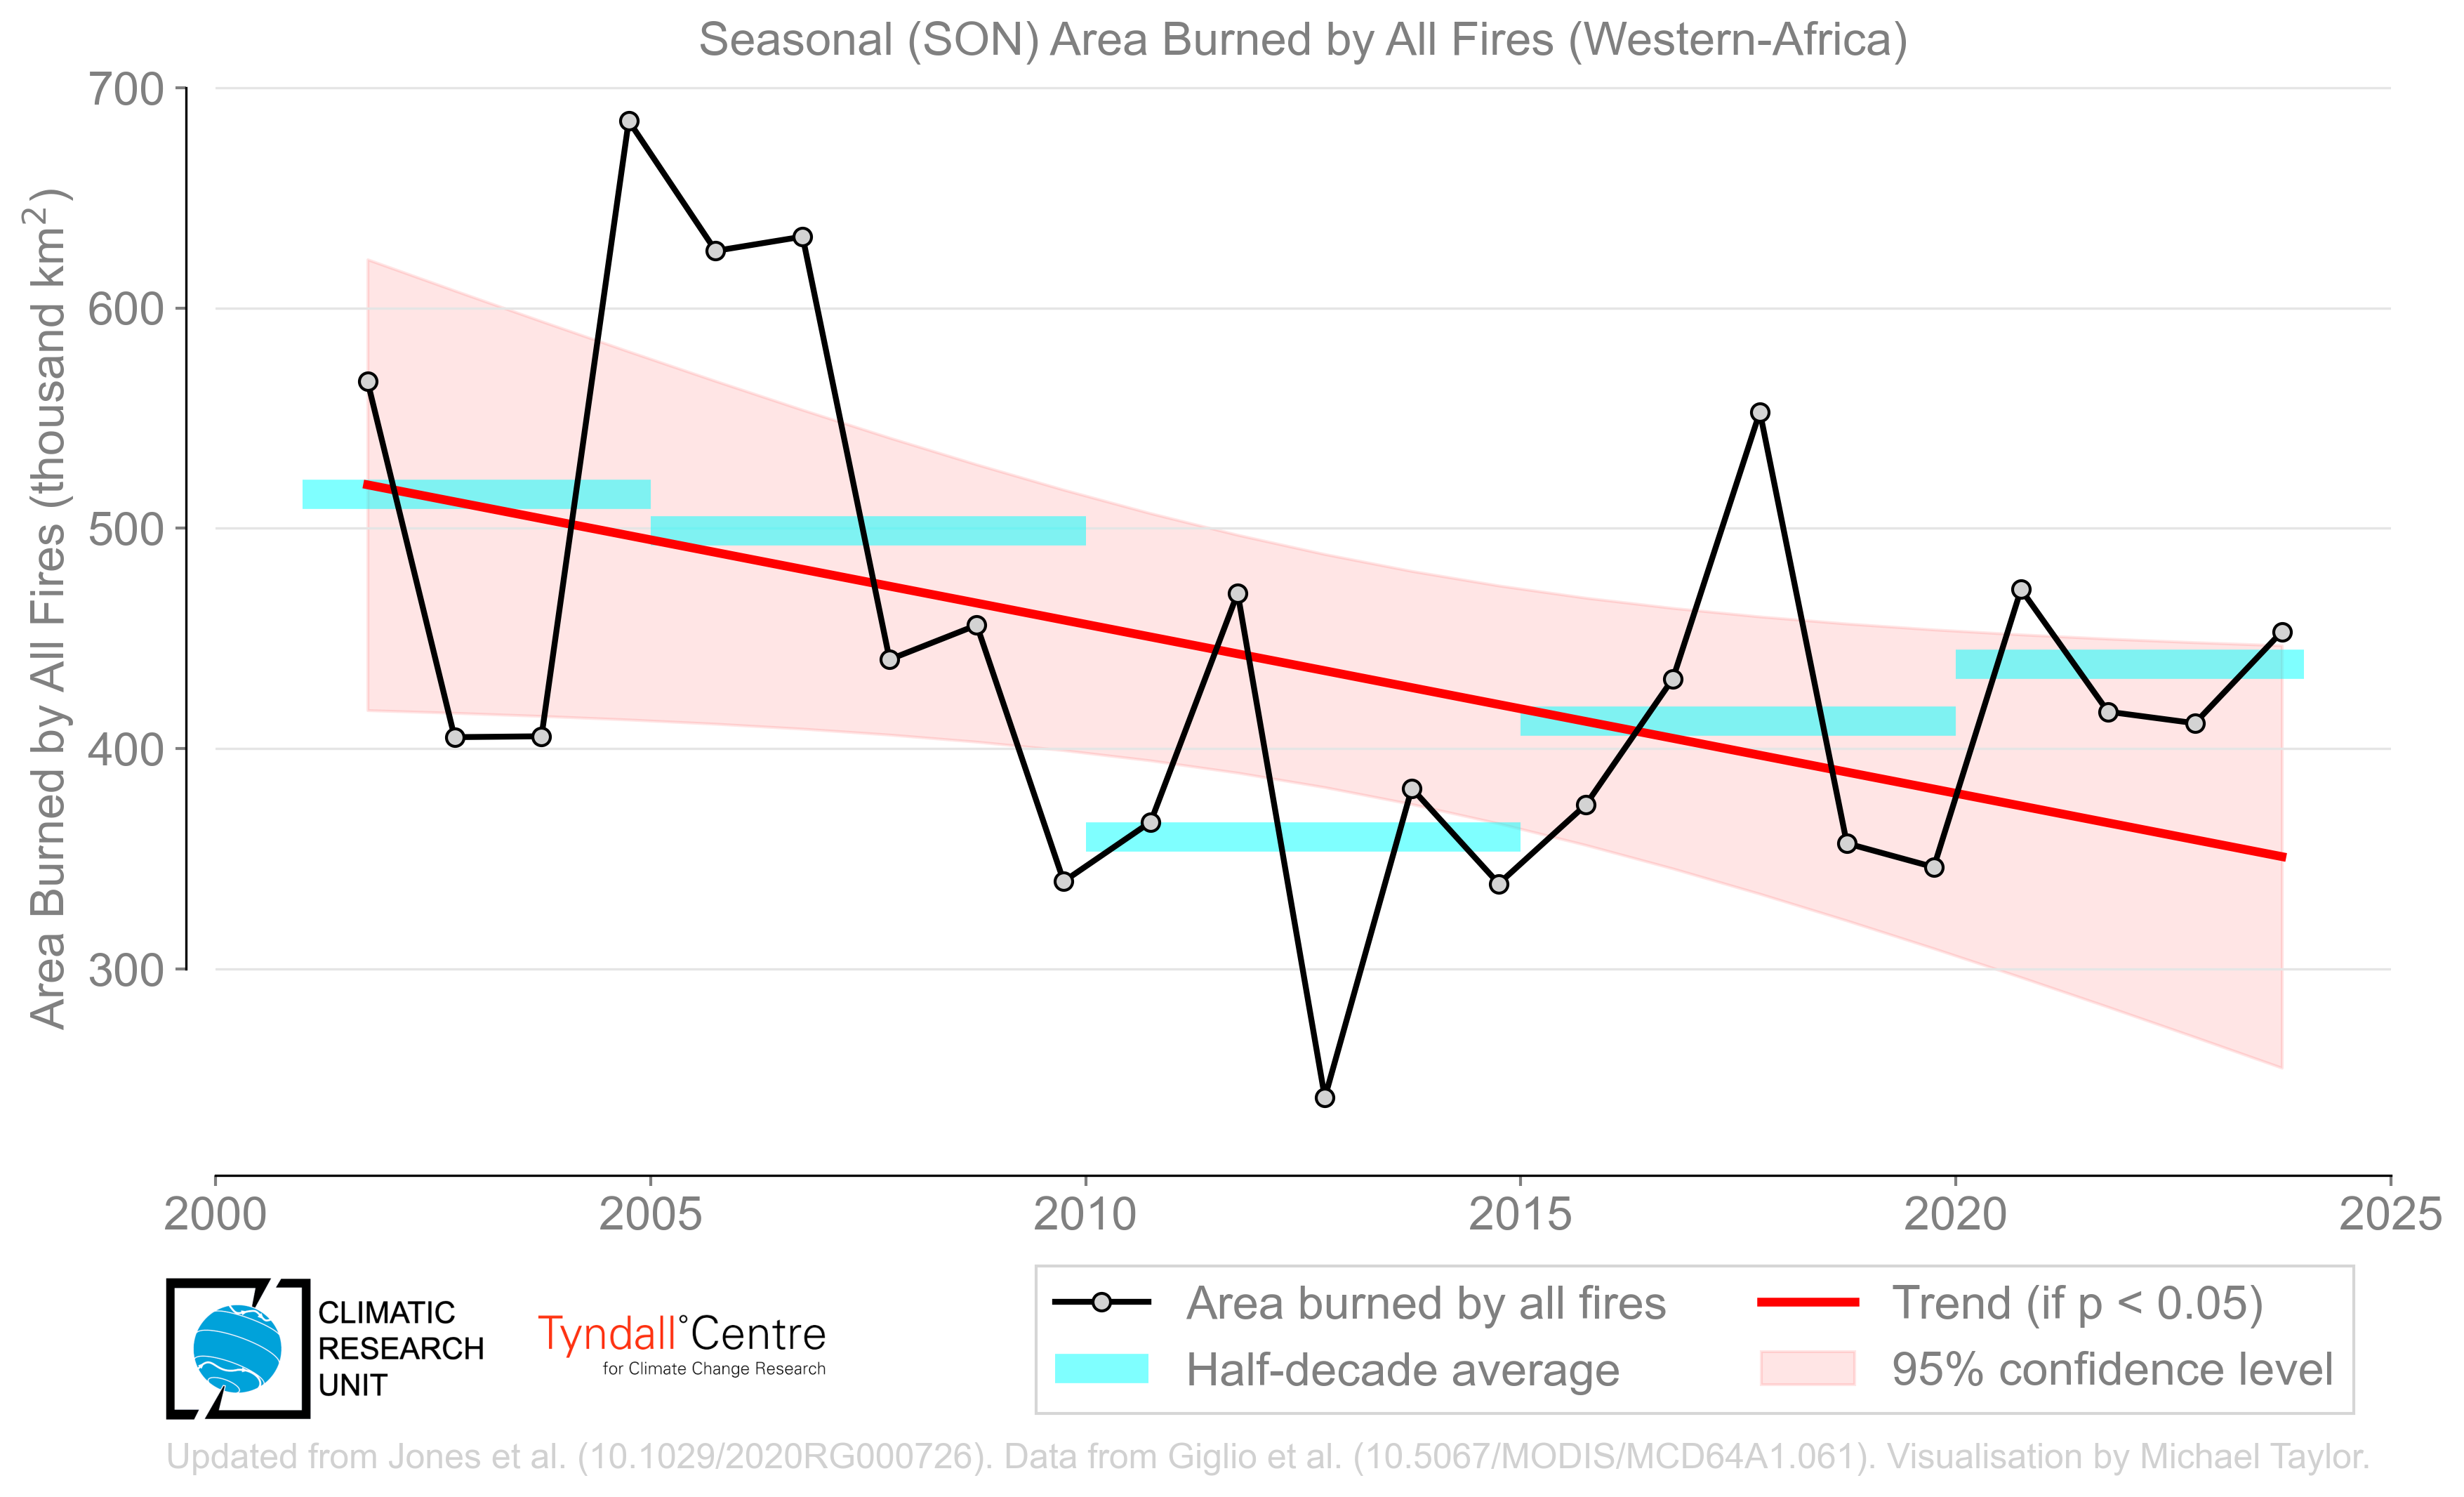 Seasonal (SON) Area Burned by All Fires (Western-Africa)
Area Burned by All Fires (thousand km²)
700
600
500
400
300
2000 2005 2010 2015 2020 2025
CLIMATIC
RESEARCH
UNIT
Tyndall°Centre
for Climate Change Research
Area burned by all fires
Half-decade average
Trend (if p < 0.05)
95% confidence level
Updated from Jones et al. (10.1029/2020RG000726). Data from Giglio et al. (10.5067/MODIS/MCD64A1.061). Visualisation by Michael Taylor.